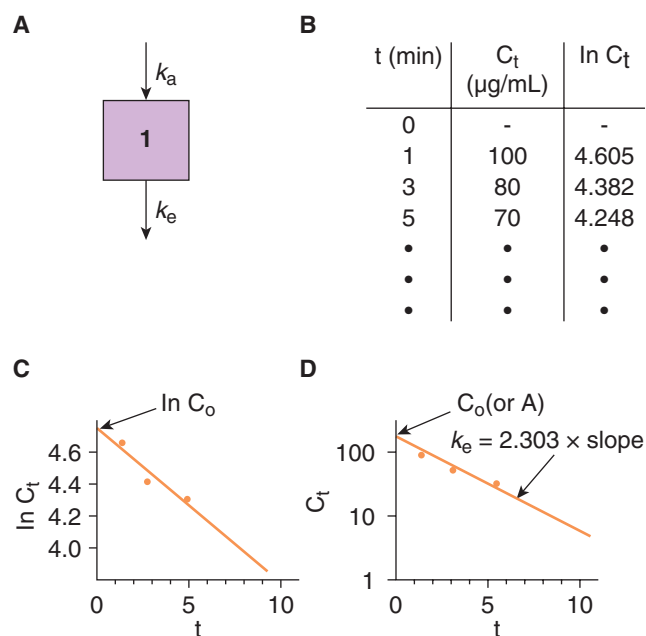 A
kₐ
1
kₑ
B
t (min) Cₜ (µg/mL) ln Cₜ
0 - -
1 100 4.605
3 80 4.382
5 70 4.248
• • •
• • •
• • •
C
ln Cₒ
4.6
4.4
4.2
4.0
ln Cₜ
0 5 10
t
D
Cₒ(or A)
kₑ = 2.303 × slope
100
10
1
Cₜ
0 5 10
t